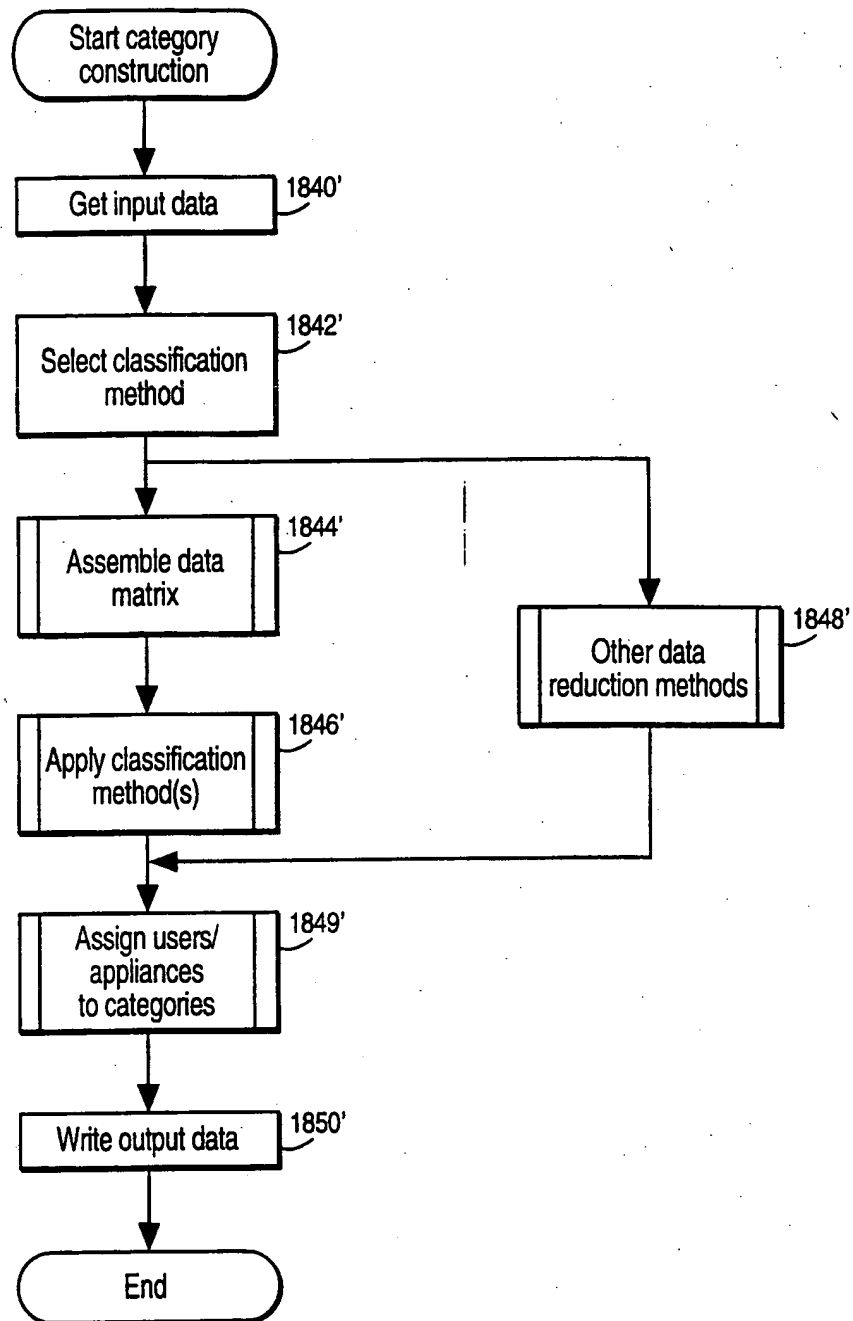 Start category
construction
Get input data
1840'
Select classification
method
1842'
Assemble data
matrix
1844'
Other data
reduction methods
1848'
Apply classification
method(s)
1846'
Assign users/
appliances
to categories
1849'
Write output data
1850'
End